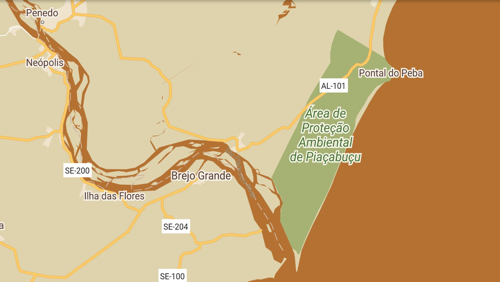 Penedo
Neópolis
Pontal do Peba
AL-101
Área de
Proteção
Ambiental
de Piaçabuçu
SE-200
Brejo Grande
Ilha das Flores
SE-204
SE-100
a